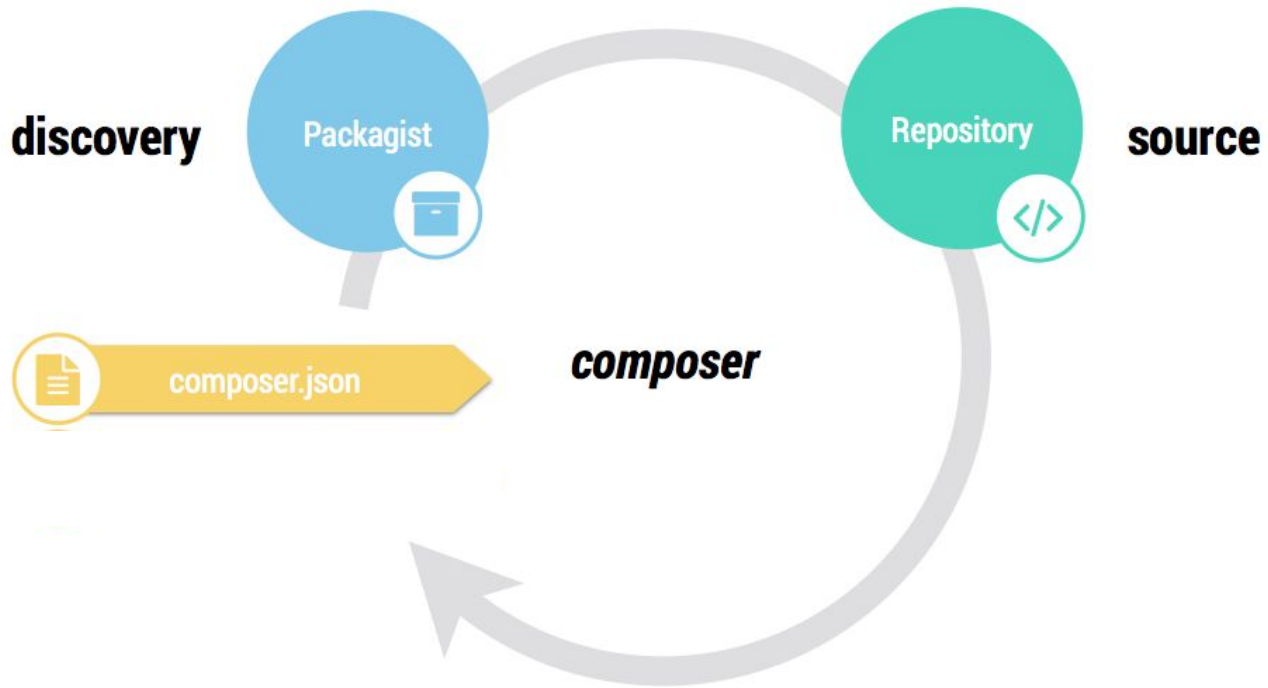 discovery
Packagist
Repository
source
</>
composer.json
composer